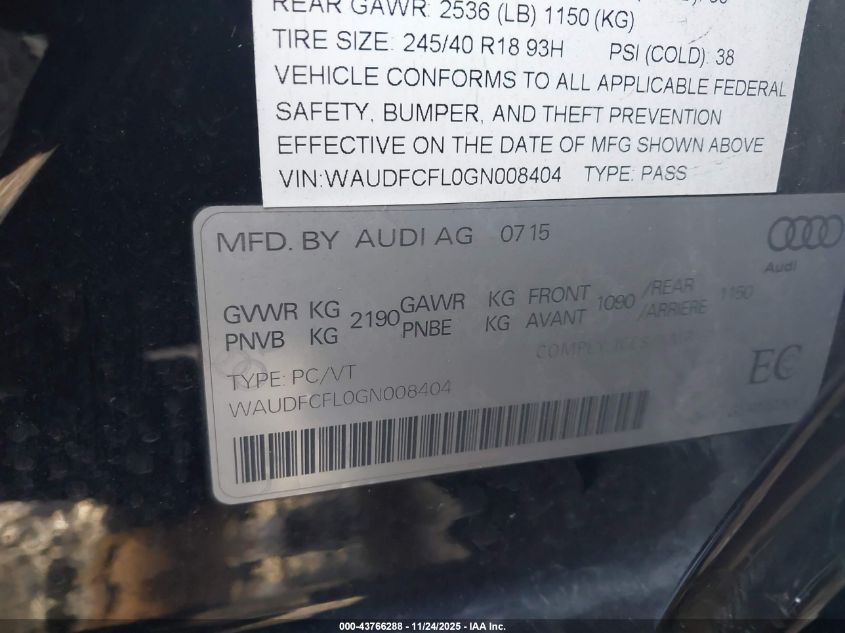 REAR GAWR: 2536 (LB) 1150 (KG)
TIRE SIZE: 245/40 R18 93H PSI (COLD): 38
VEHICLE CONFORMS TO ALL APPLICABLE FEDERAL
SAFETY, BUMPER, AND THEFT PREVENTION
EFFECTIVE ON THE DATE OF MFG SHOWN ABOVE
VIN:WAUDFCFL0GN008404 TYPE: PASS
MFD. BY AUDI AG 0715
Audi
GVWR KG 2190 GAWR KG FRONT 1090 /REAR 1150
PNVB KG PNBE KG AVANT /ARRIERE
COMPLY
TYPE: PC/VT
EC
WAUDFCFL0GN008404
000-43766288 - 11/24/2025 - IAA Inc.